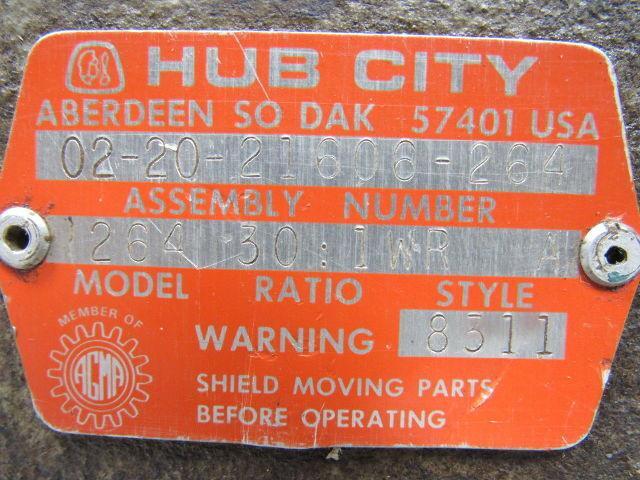 HUB CITY
ABERDEEN SO DAK 57401 USA
02-20-21606-264
ASSEMBLY NUMBER
264 30:1WR A
MODEL RATIO STYLE
MEMBER OF
AGMA
WARNING 8311
SHIELD MOVING PARTS
BEFORE OPERATING